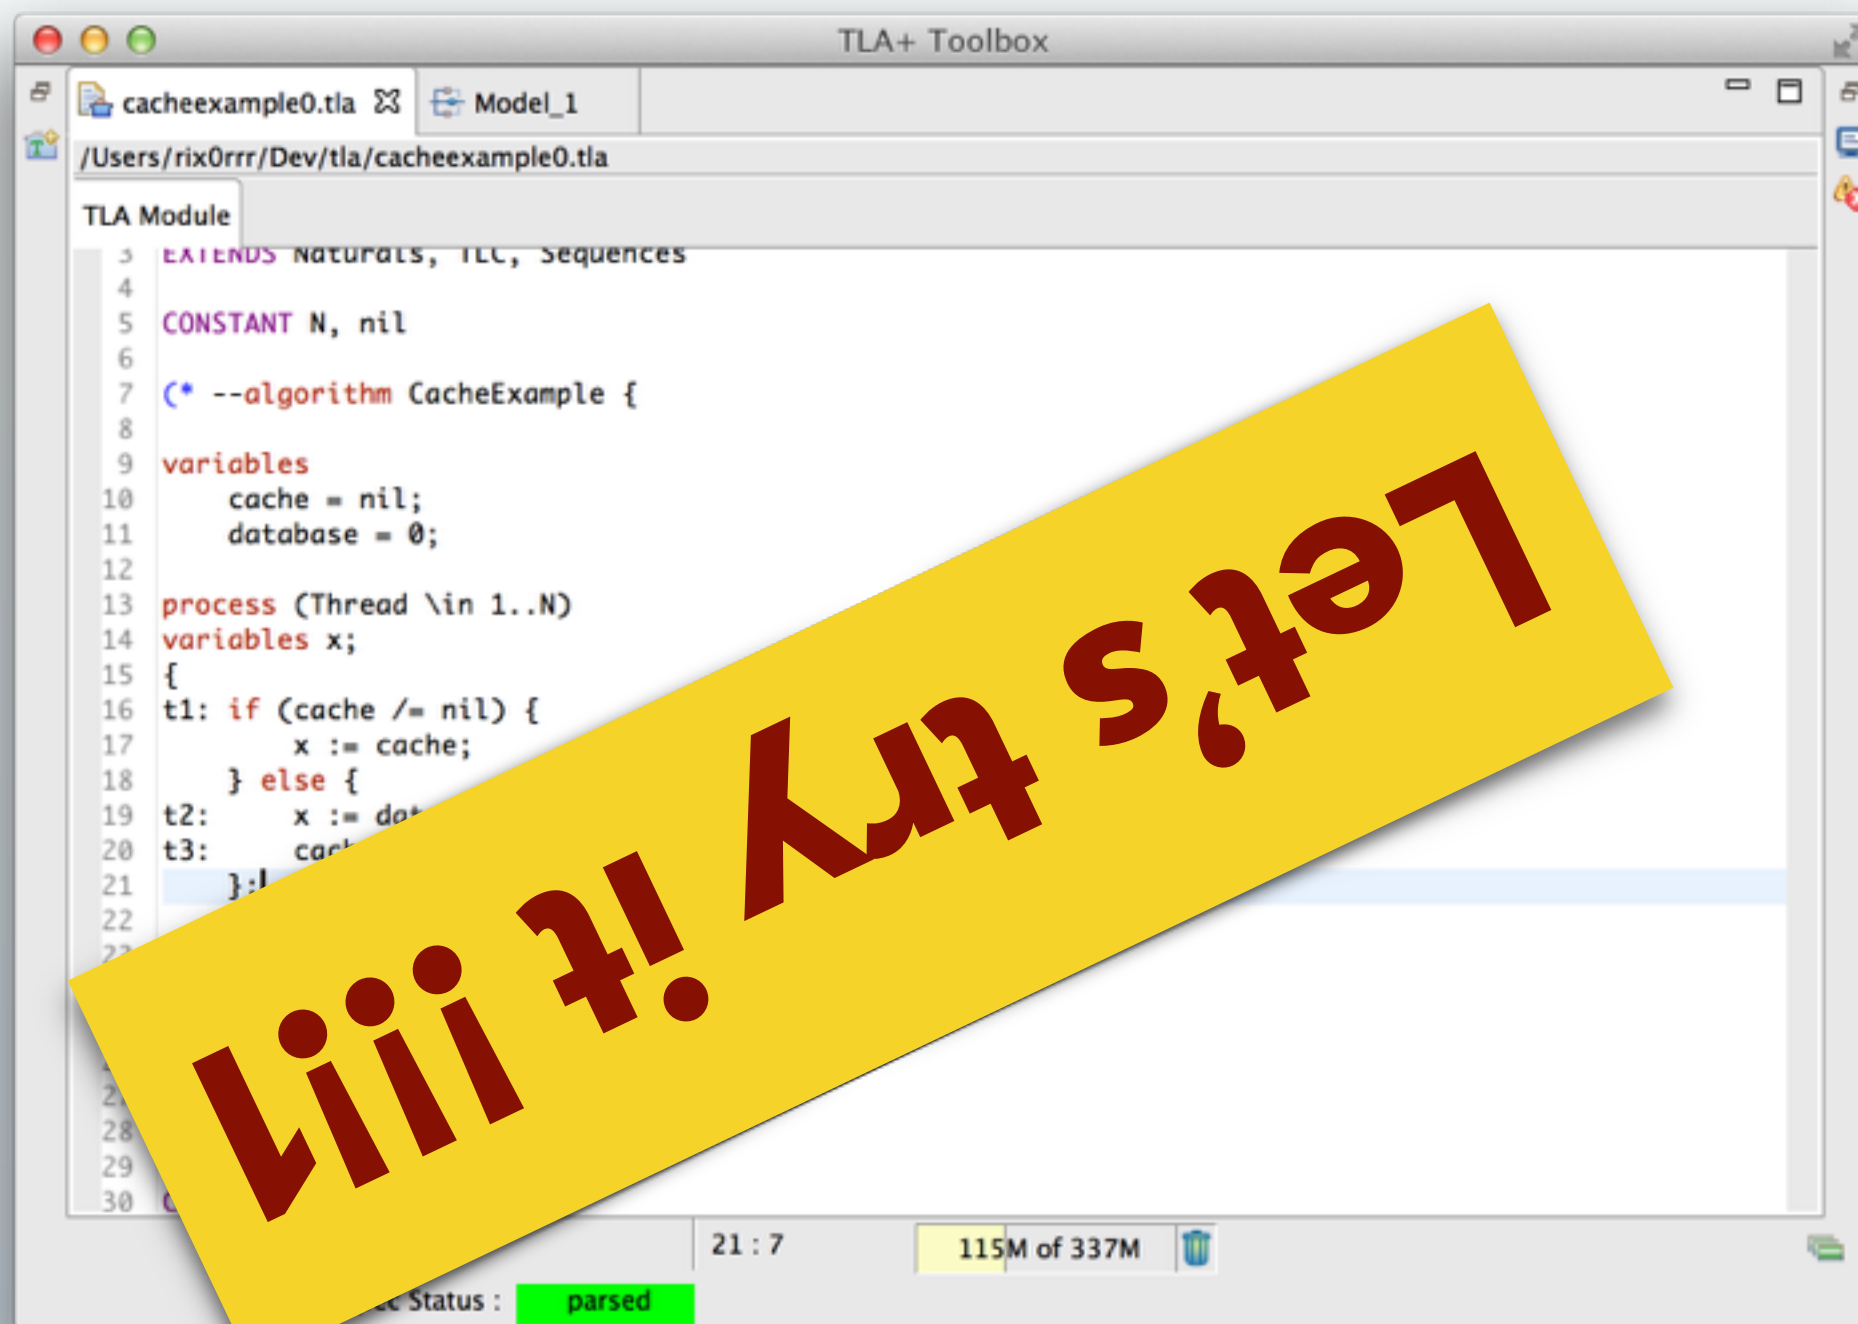 TLA+ Toolbox
cacheexample0.tla Model_1
/Users/rix0rrr/Dev/tla/cacheexample0.tla
TLA Module
3 EXTENDS Naturals, TLC, Sequences
4
5 CONSTANT N, nil
6
7 (* --algorithm CacheExample {
8
9 variables
10 cache = nil;
11 database = 0;
12
13 process (Thread \in 1..N)
14 variables x;
15 {
16 t1: if (cache /= nil) {
17 x := cache;
18 } else {
19 t2: x :=
20 t3:
21 };
22
28
29
30
Let's try it !!!1
21 : 7 115M of 337M
Status : parsed